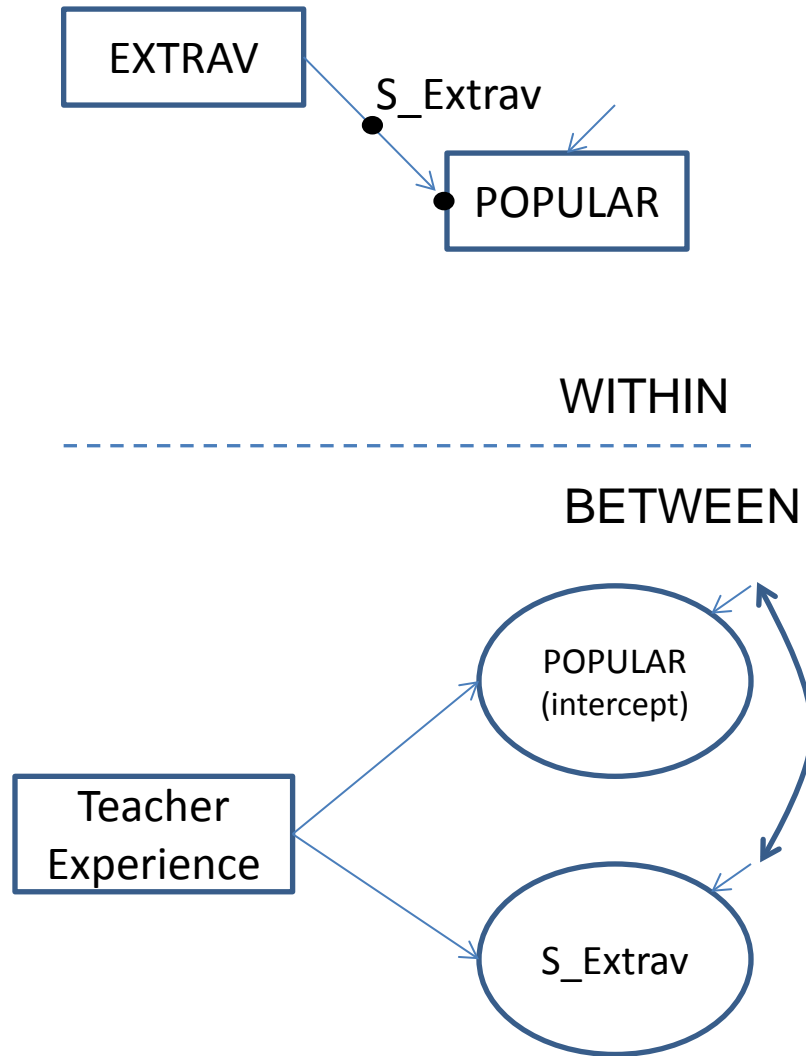 EXTRAV
S_Extrav
POPULAR
WITHIN
BETWEEN
POPULAR
(intercept)
Teacher
Experience
S_Extrav